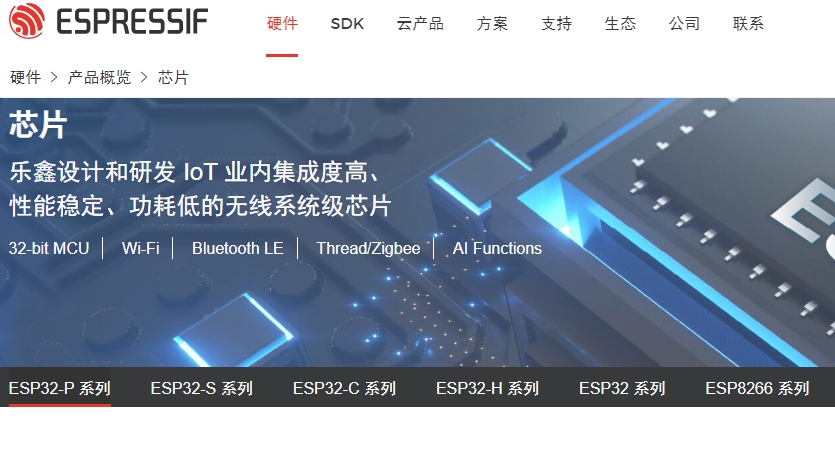 ESPRESSIF
硬件 SDK 云产品 方案 支持 生态 公司 联系
硬件 > 产品概览 > 芯片
芯片
乐鑫设计和研发 IoT 业内集成度高、
性能稳定、功耗低的无线系统级芯片
32-bit MCU | Wi-Fi | Bluetooth LE | Thread/Zigbee | AI Functions
ESP32-P 系列 ESP32-S 系列 ESP32-C 系列 ESP32-H 系列 ESP32 系列 ESP8266 系列